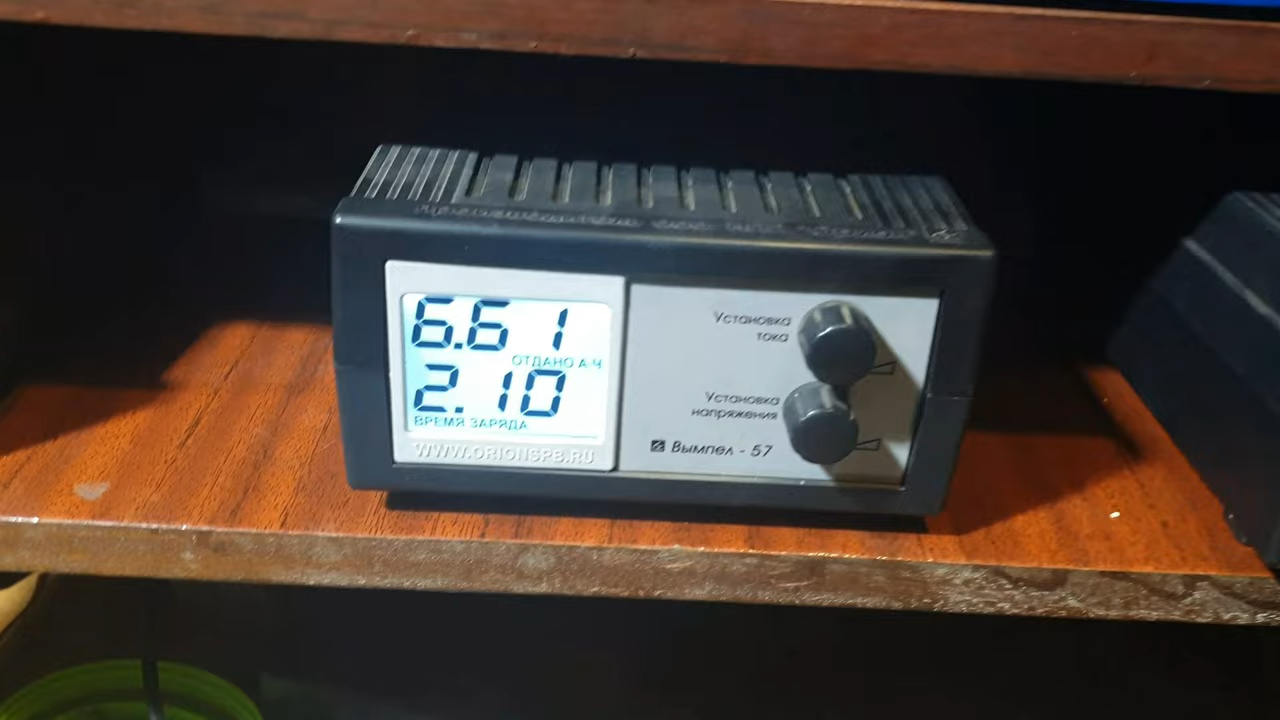 6.61
ОТДАНО А·Ч
2.10
ВРЕМЯ ЗАРЯДА
WWW.ORIONSPB.RU
Установка
тока
Установка
напряжения
Вымпел - 57